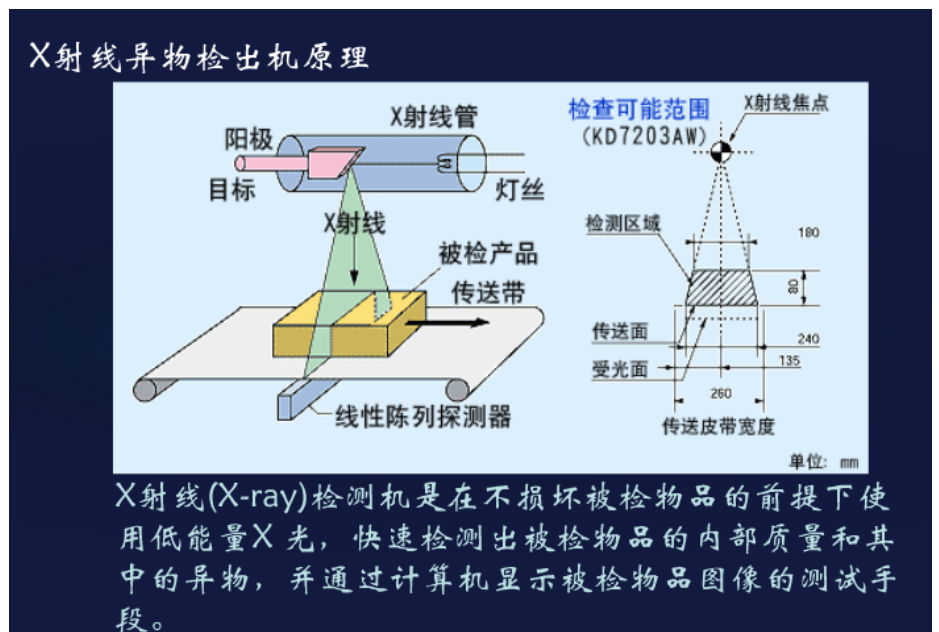 X射线异物检出机原理
X射线管
阳极
目标
灯丝
X射线
被检产品
传送带
线性陈列探测器
检查可能范围
(KD7203AW)
X射线焦点
检测区域
180
80
传送面
240
受光面
135
260
传送皮带宽度
单位: mm
X射线(X-ray)检测机是在不损坏被检物品的前提下使
用低能量X 光，快速检测出被检物品的内部质量和其
中的异物，并通过计算机显示被检物品图像的测试手
段。